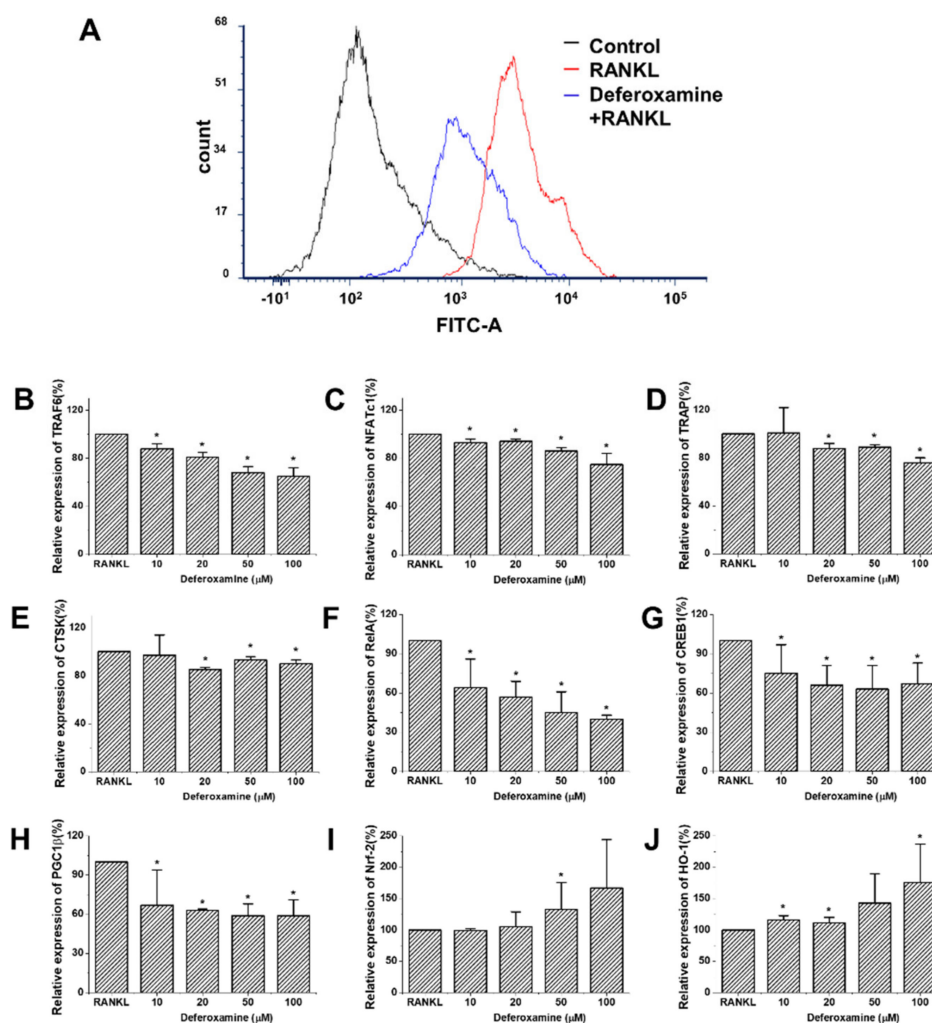 A
68
51
34
17
0
count
Control
RANKL
Deferoxamine
+RANKL
-10¹ 10² 10³ 10⁴ 10⁵
FITC-A
B
Relative expression of TRAF6(%)
120
80
40
0
* * * *
RANKL 10 20 50 100
Deferoxamine (μM)
C
Relative expression of NFATc1(%)
120
80
40
0
* * * *
RANKL 10 20 50 100
Deferoxamine (μM)
D
Relative expression of TRAP(%)
120
80
40
0
* * *
RANKL 10 20 50 100
Deferoxamine (μM)
E
Relative expression of CTSK(%)
120
80
40
0
* * *
RANKL 10 20 50 100
Deferoxamine (μM)
F
Relative expression of RelA(%)
120
90
60
30
0
* * * *
RANKL 10 20 50 100
Deferoxamine (μM)
G
Relative expression of CREB1(%)
120
90
60
30
0
* * * *
RANKL 10 20 50 100
Deferoxamine (μM)
H
Relative expression of PGC1β(%)
120
90
60
30
0
* * * *
RANKL 10 20 50 100
Deferoxamine (μM)
I
Relative expression of Nrf-2(%)
250
200
150
100
50
0
*
RANKL 10 20 50 100
Deferoxamine (μM)
J
Relative expression of HO-1(%)
250
200
150
100
50
0
* * *
RANKL 10 20 50 100
Deferoxamine (μM)